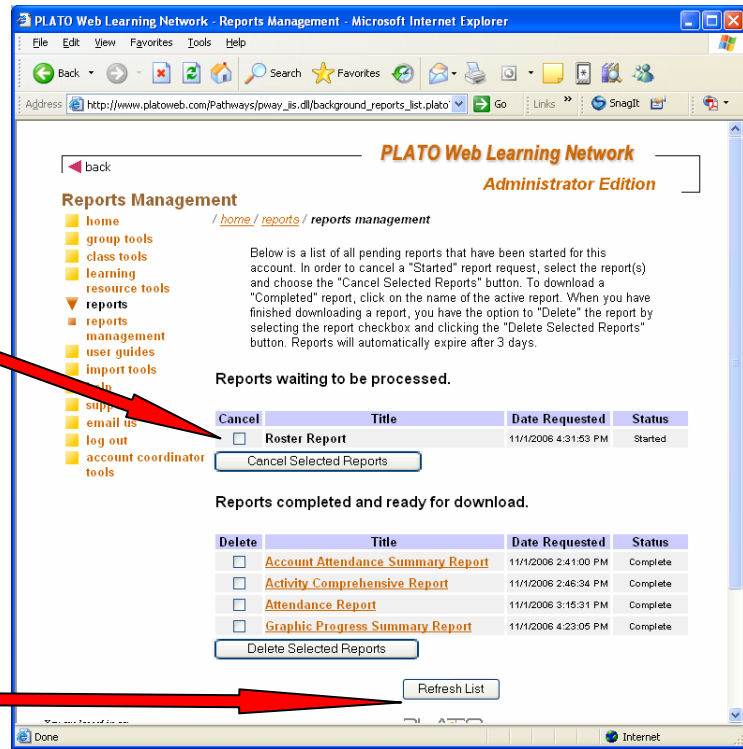 PLATO Web Learning Network - Reports Management - Microsoft Internet Explorer
File Edit View Favorites Tools Help
Back Search Favorites
Address http://www.platoweb.com/Pathways/pway_iis.dll/background_reports_list.plato Go Links » SnagIt
back
PLATO Web Learning Network
Administrator Edition
Reports Management
/ home / reports / reports management
home
group tools
class tools
learning
resource tools
reports
reports
management
user guides
import tools
email us
log out
account coordinator
tools
Below is a list of all pending reports that have been started for this
account. In order to cancel a "Started" report request, select the report(s)
and choose the "Cancel Selected Reports" button. To download a
"Completed" report, click on the name of the active report. When you have
finished downloading a report, you have the option to "Delete" the report by
selecting the report checkbox and clicking the "Delete Selected Reports"
button. Reports will automatically expire after 3 days.
Reports waiting to be processed.
Cancel Title Date Requested Status
Roster Report 11/1/2006 4:31:53 PM Started
Cancel Selected Reports
Reports completed and ready for download.
Delete Title Date Requested Status
Account Attendance Summary Report 11/1/2006 2:41:00 PM Complete
Activity Comprehensive Report 11/1/2006 2:46:34 PM Complete
Attendance Report 11/1/2006 3:15:31 PM Complete
Graphic Progress Summary Report 11/1/2006 4:23:05 PM Complete
Delete Selected Reports
Refresh List
PLATO
Done Internet